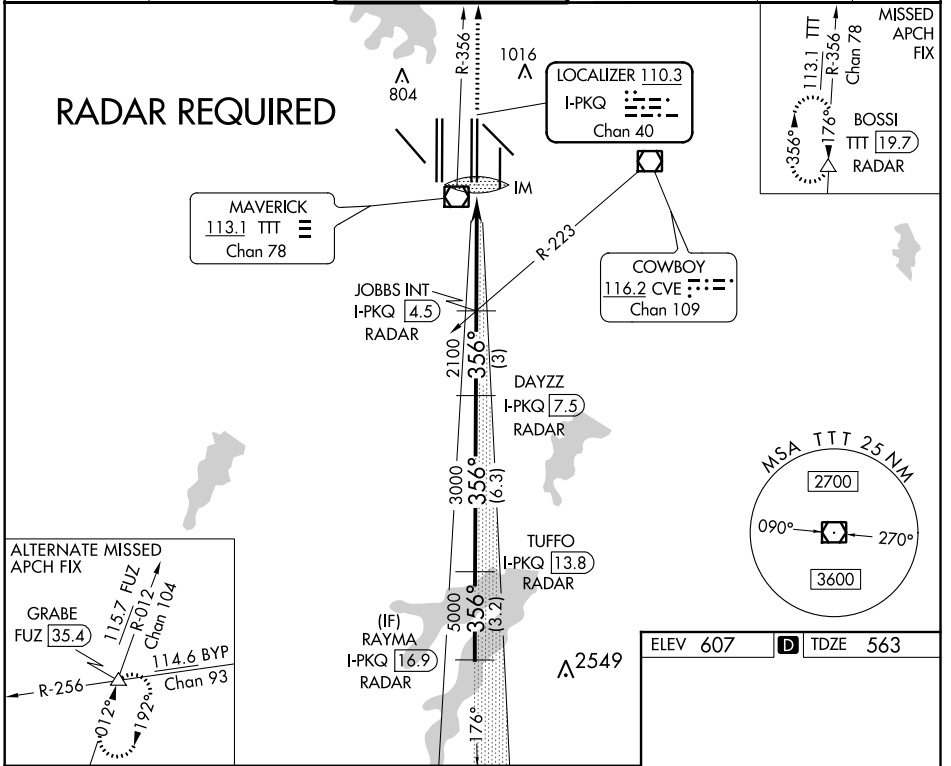 RADAR REQUIRED
804
R-356
1016
LOCALIZER 110.3
I-PKQ
Chan 40
IM
MISSED
APCH
FIX
113.1 TTT
R-356
Chan 78
356°
176°
BOSSI
TTT 19.7
RADAR
MAVERICK
113.1 TTT
Chan 78
R-223
COWBOY
116.2 CVE
Chan 109
JOBBS INT
I-PKQ 4.5
RADAR
2100
356°
(3)
DAYZZ
I-PKQ 7.5
RADAR
3000
356°
(6.3)
TUFFO
I-PKQ 13.8
RADAR
5000
356°
(3.2)
(IF)
RAYMA
I-PKQ 16.9
RADAR
176°
2549
MSA TTT 25 NM
2700
090°
270°
3600
ALTERNATE MISSED
APCH FIX
GRABE
FUZ 35.4
115.7 FUZ
R-012
Chan 104
114.6 BYP
Chan 93
R-256
012°
192°
ELEV 607
D
TDZE 563